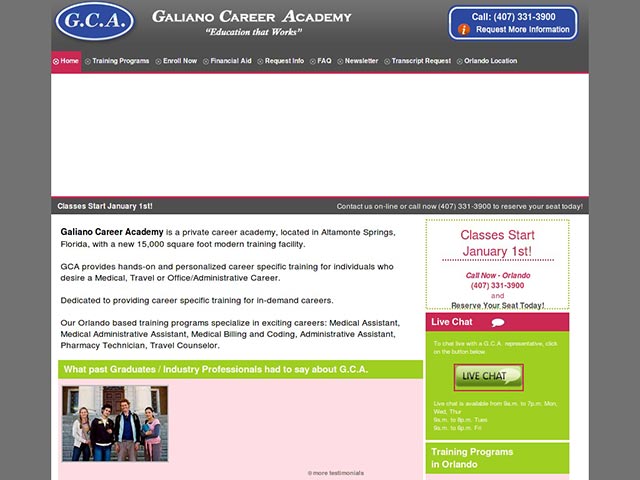 G.C.A.
GALIANO CAREER ACADEMY
"Education that Works"
Call: (407) 331-3900
Request More Information
Home
Training Programs
Enroll Now
Financial Aid
Request Info
FAQ
Newsletter
Transcript Request
Orlando Location
Classes Start January 1st!
Contact us on-line or call now (407) 331-3900 to reserve your seat today!
Galiano Career Academy is a private career academy, located in Altamonte Springs,
Florida, with a new 15,000 square foot modern training facility.
GCA provides hands-on and personalized career specific training for individuals who
desire a Medical, Travel or Office/Administrative Career.
Dedicated to providing career specific training for in-demand careers.
Our Orlando based training programs specialize in exciting careers: Medical Assistant,
Medical Administrative Assistant, Medical Billing and Coding, Administrative Assistant,
Pharmacy Technician, Travel Counselor.
What past Graduates / Industry Professionals had to say about G.C.A.
more testimonials
Classes Start
January 1st!
Call Now - Orlando
(407) 331-3900
and
Reserve Your Seat Today!
Live Chat
To chat live with a G.C.A. representative, click
on the button below.
LIVE CHAT
Live chat is available from 9a.m. to 7p.m. Mon,
Wed, Thur
9a.m. to 8p.m. Tues
9a.m. to 6p.m. Fri
Training Programs
in Orlando